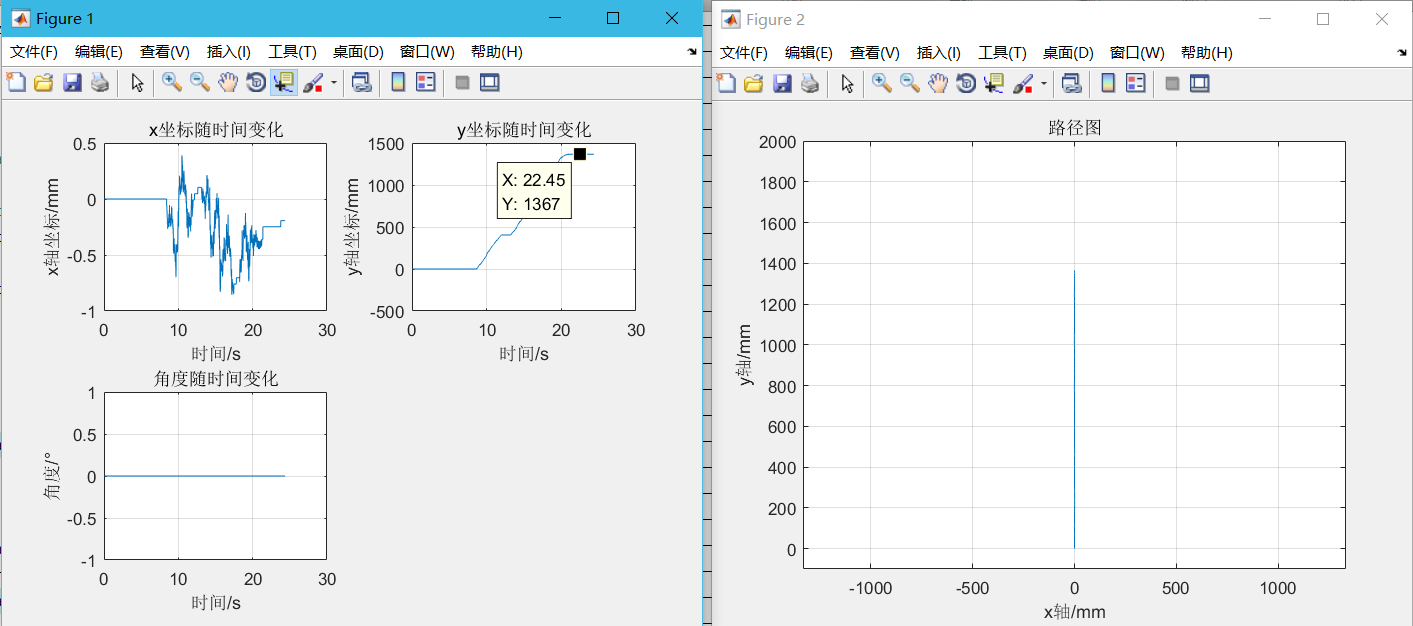 Figure 1
文件(F) 编辑(E) 查看(V) 插入(I) 工具(T) 桌面(D) 窗口(W) 帮助(H)
x坐标随时间变化
0.5
0
-0.5
-1
x轴坐标/mm
0 10 20 30
时间/s
y坐标随时间变化
1500
1000
500
0
-500
y轴坐标/mm
X: 22.45
Y: 1367
0 10 20 30
时间/s
角度随时间变化
1
0.5
0
-0.5
-1
角度/°
0 10 20 30
时间/s
Figure 2
文件(F) 编辑(E) 查看(V) 插入(I) 工具(T) 桌面(D) 窗口(W) 帮助(H)
路径图
2000
1800
1600
1400
1200
1000
800
600
400
200
0
y轴/mm
-1000 -500 0 500 1000
x轴/mm